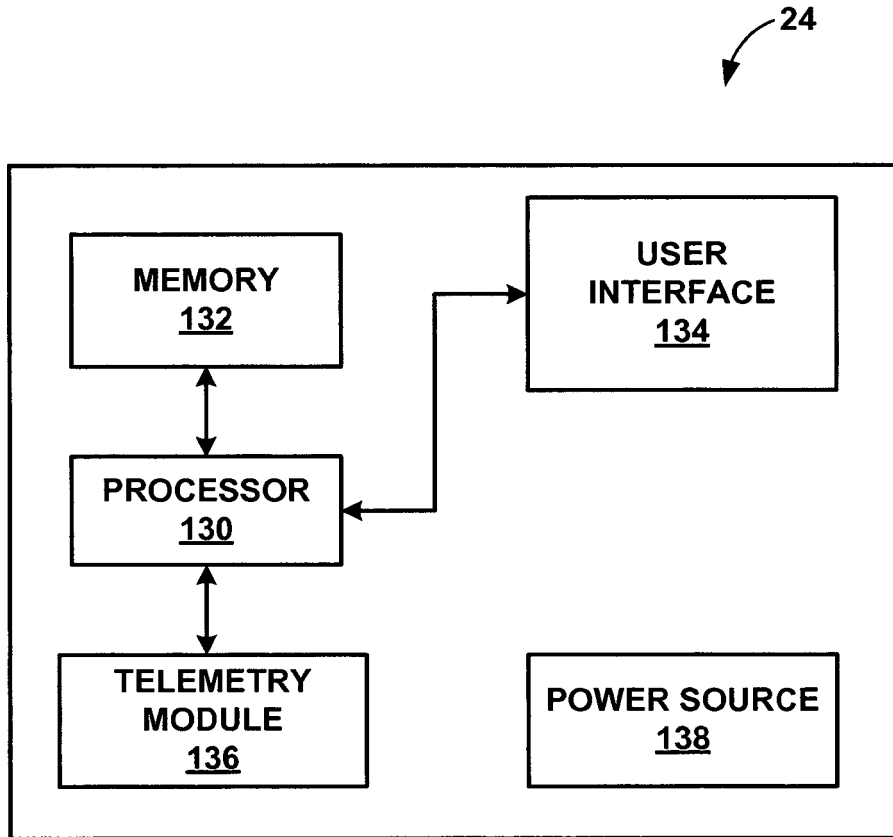 24
MEMORY
132
USER
INTERFACE
134
PROCESSOR
130
TELEMETRY
MODULE
136
POWER SOURCE
138